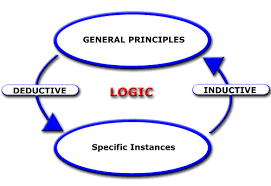 GENERAL PRINCIPLES
DEDUCTIVE
LOGIC
INDUCTIVE
Specific Instances